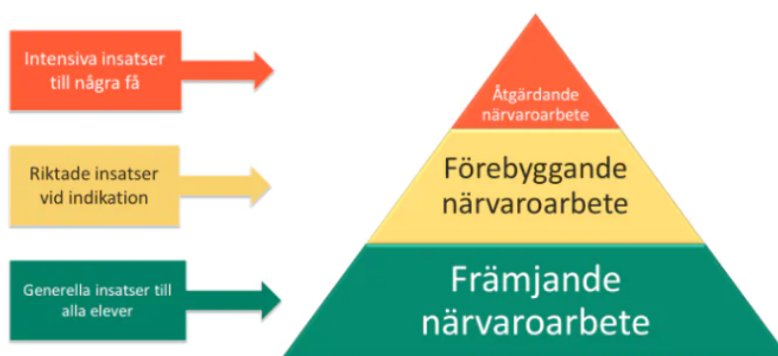 Intensiva insatser
till några få
Åtgärdande
närvaroarbete
Riktade insatser
vid indikation
Förebyggande
närvaroarbete
Generella insatser till
alla elever
Främjande
närvaroarbete